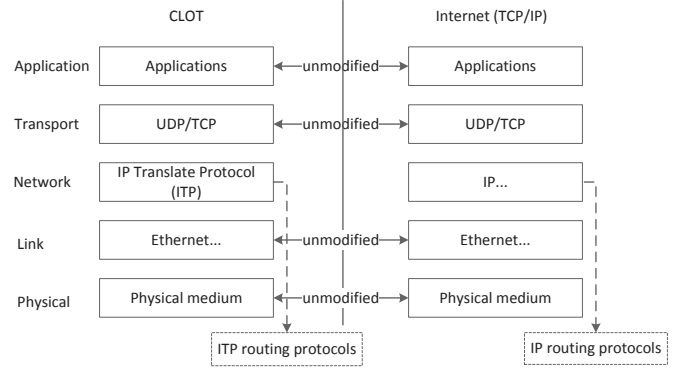 CLOT Internet (TCP/IP)
Application Applications unmodified Applications
Transport UDP/TCP unmodified UDP/TCP
Network IP Translate Protocol (ITP) IP...
Link Ethernet... unmodified Ethernet...
Physical Physical medium unmodified Physical medium
ITP routing protocols IP routing protocols